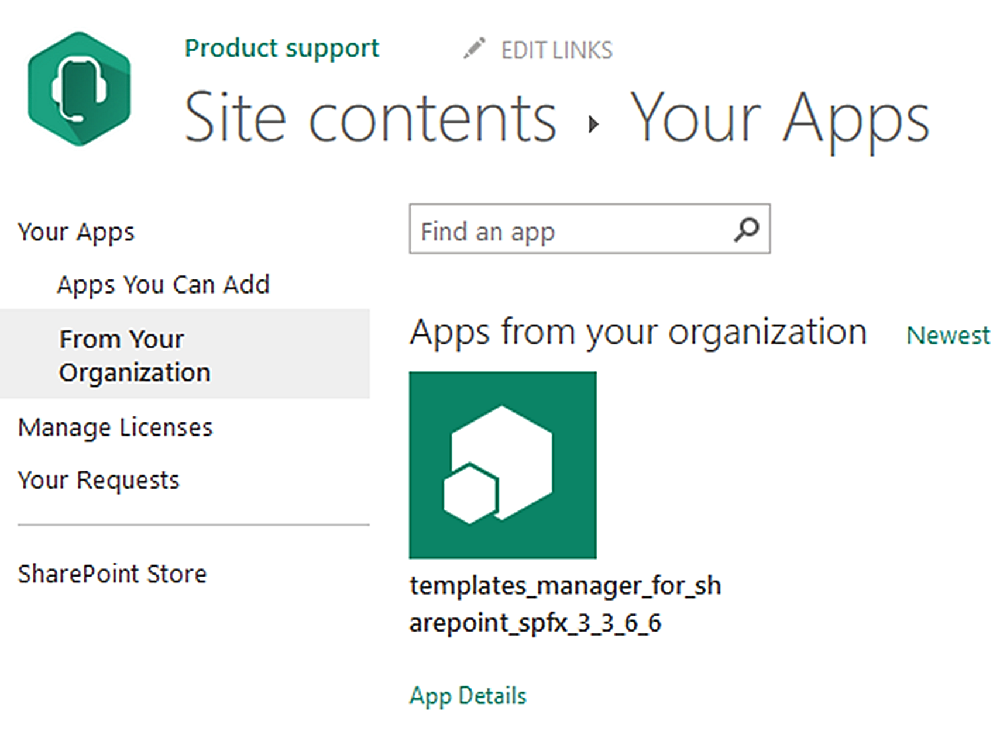 Product support
EDIT LINKS
Site contents ▸ Your Apps
Your Apps
Apps You Can Add
From Your
Organization
Manage Licenses
Your Requests
SharePoint Store
Find an app
Apps from your organization
Newest
templates_manager_for_sh
arepoint_spfx_3_3_6_6
App Details